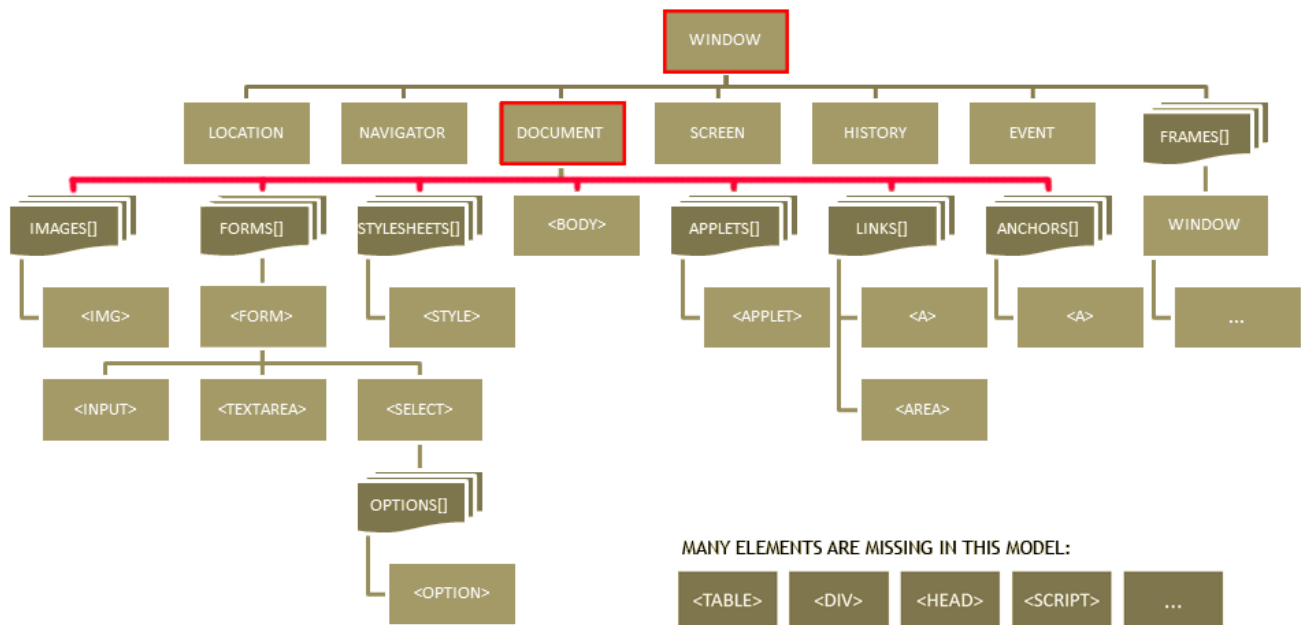 WINDOW
LOCATION
NAVIGATOR
DOCUMENT
SCREEN
HISTORY
EVENT
FRAMES[]
IMAGES[]
FORMS[]
STYLESHEETS[]
<BODY>
APPLETS[]
LINKS[]
ANCHORS[]
WINDOW
<IMG>
<FORM>
<STYLE>
<APPLET>
<A>
<A>
...
<INPUT>
<TEXTAREA>
<SELECT>
<AREA>
OPTIONS[]
<OPTION>
MANY ELEMENTS ARE MISSING IN THIS MODEL:
<TABLE>
<DIV>
<HEAD>
<SCRIPT>
...